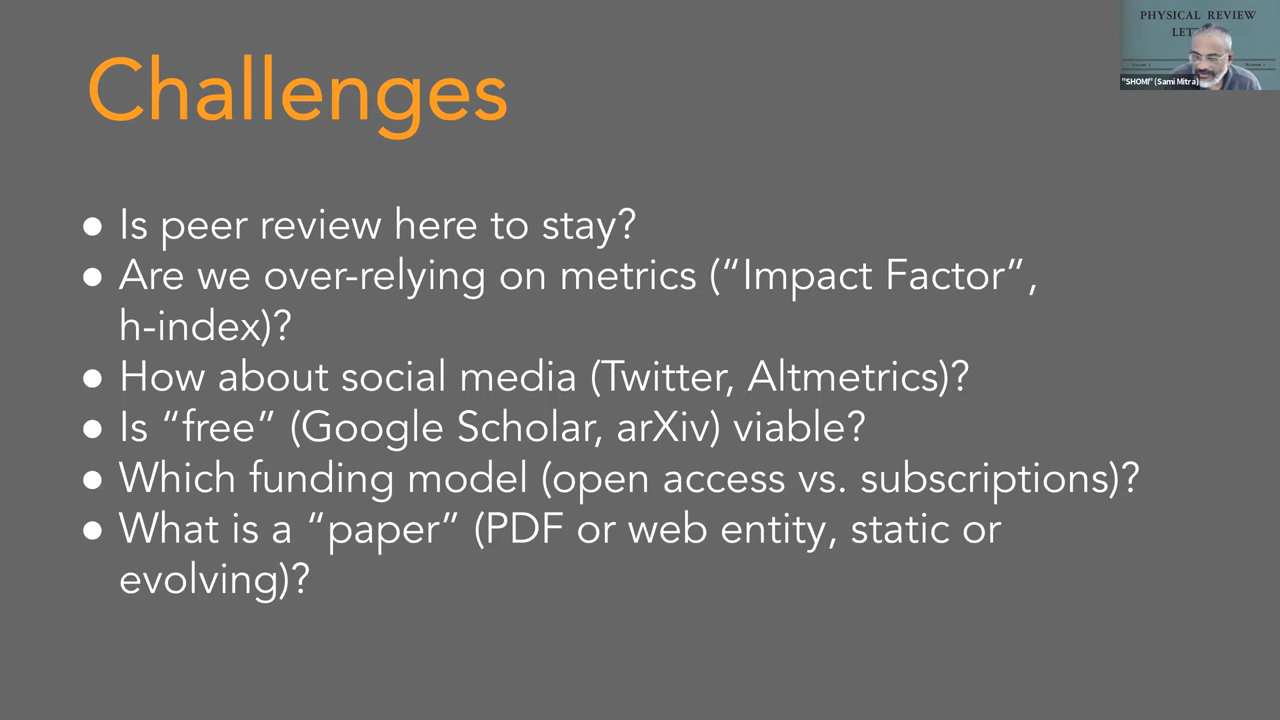 Challenges
● Is peer review here to stay?
● Are we over-relying on metrics (“Impact Factor”,
h-index)?
● How about social media (Twitter, Altmetrics)?
● Is “free” (Google Scholar, arXiv) viable?
● Which funding model (open access vs. subscriptions)?
● What is a “paper” (PDF or web entity, static or
evolving)?
PHYSICAL REVIEW
"SHOMI" (Sami Mitra)